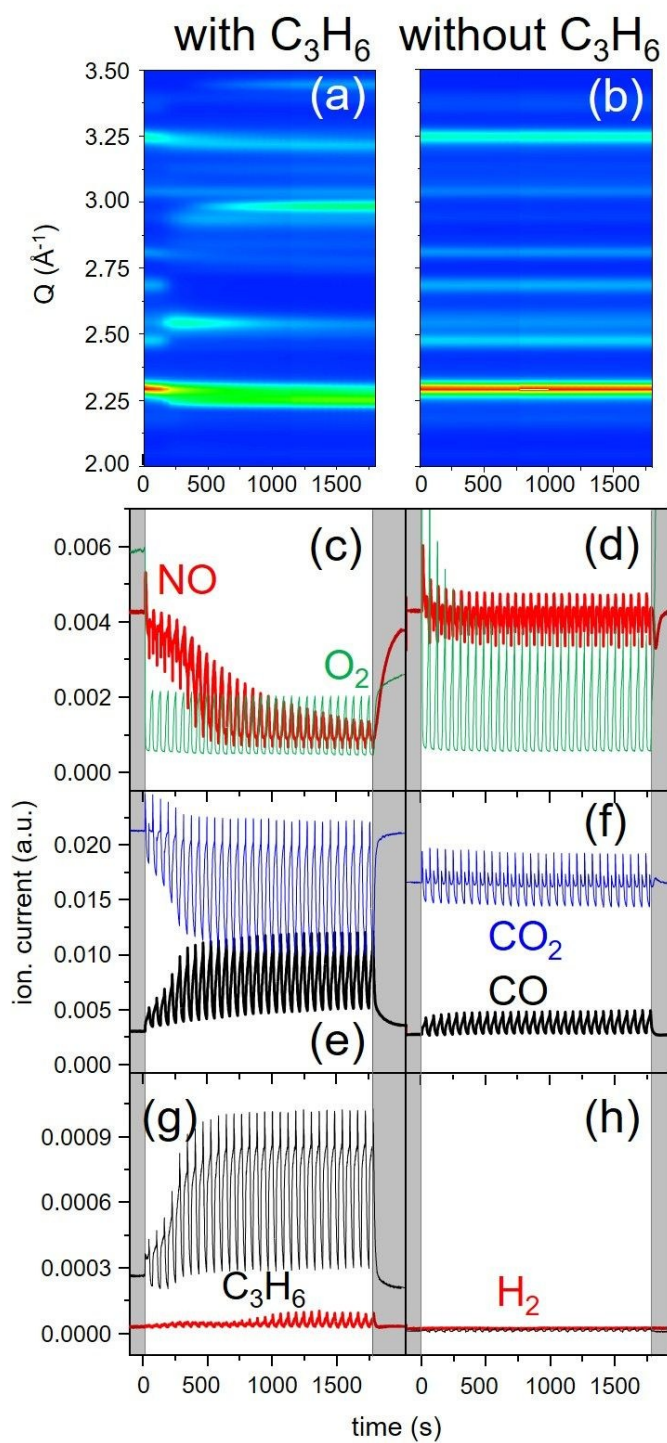 with C₃H₆ without C₃H₆
3.50
3.25
3.00
2.75
2.50
2.25
2.00
Q (Å⁻¹)
(a) (b)
0 500 1000 1500 0 500 1000 1500
0.006
0.004
0.002
0.000
(c) (d)
NO
O₂
0.020
0.015
0.010
0.005
0.000
ion. current (a.u.)
(f)
CO₂
CO
(e)
(g) (h)
0.0009
0.0006
0.0003
0.0000
C₃H₆ H₂
0 500 1000 1500 0 500 1000 1500
time (s)